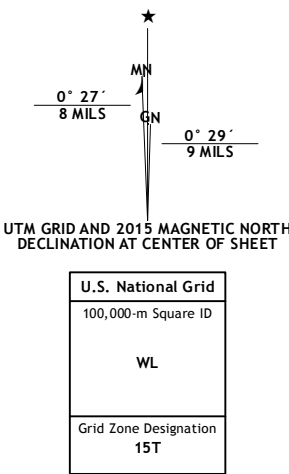 ★
MN
0° 27´
8 MILS
GN
0° 29´
9 MILS
UTM GRID AND 2015 MAGNETIC NORTH
DECLINATION AT CENTER OF SHEET
U.S. National Grid
100,000-m Square ID
WL
Grid Zone Designation
15T